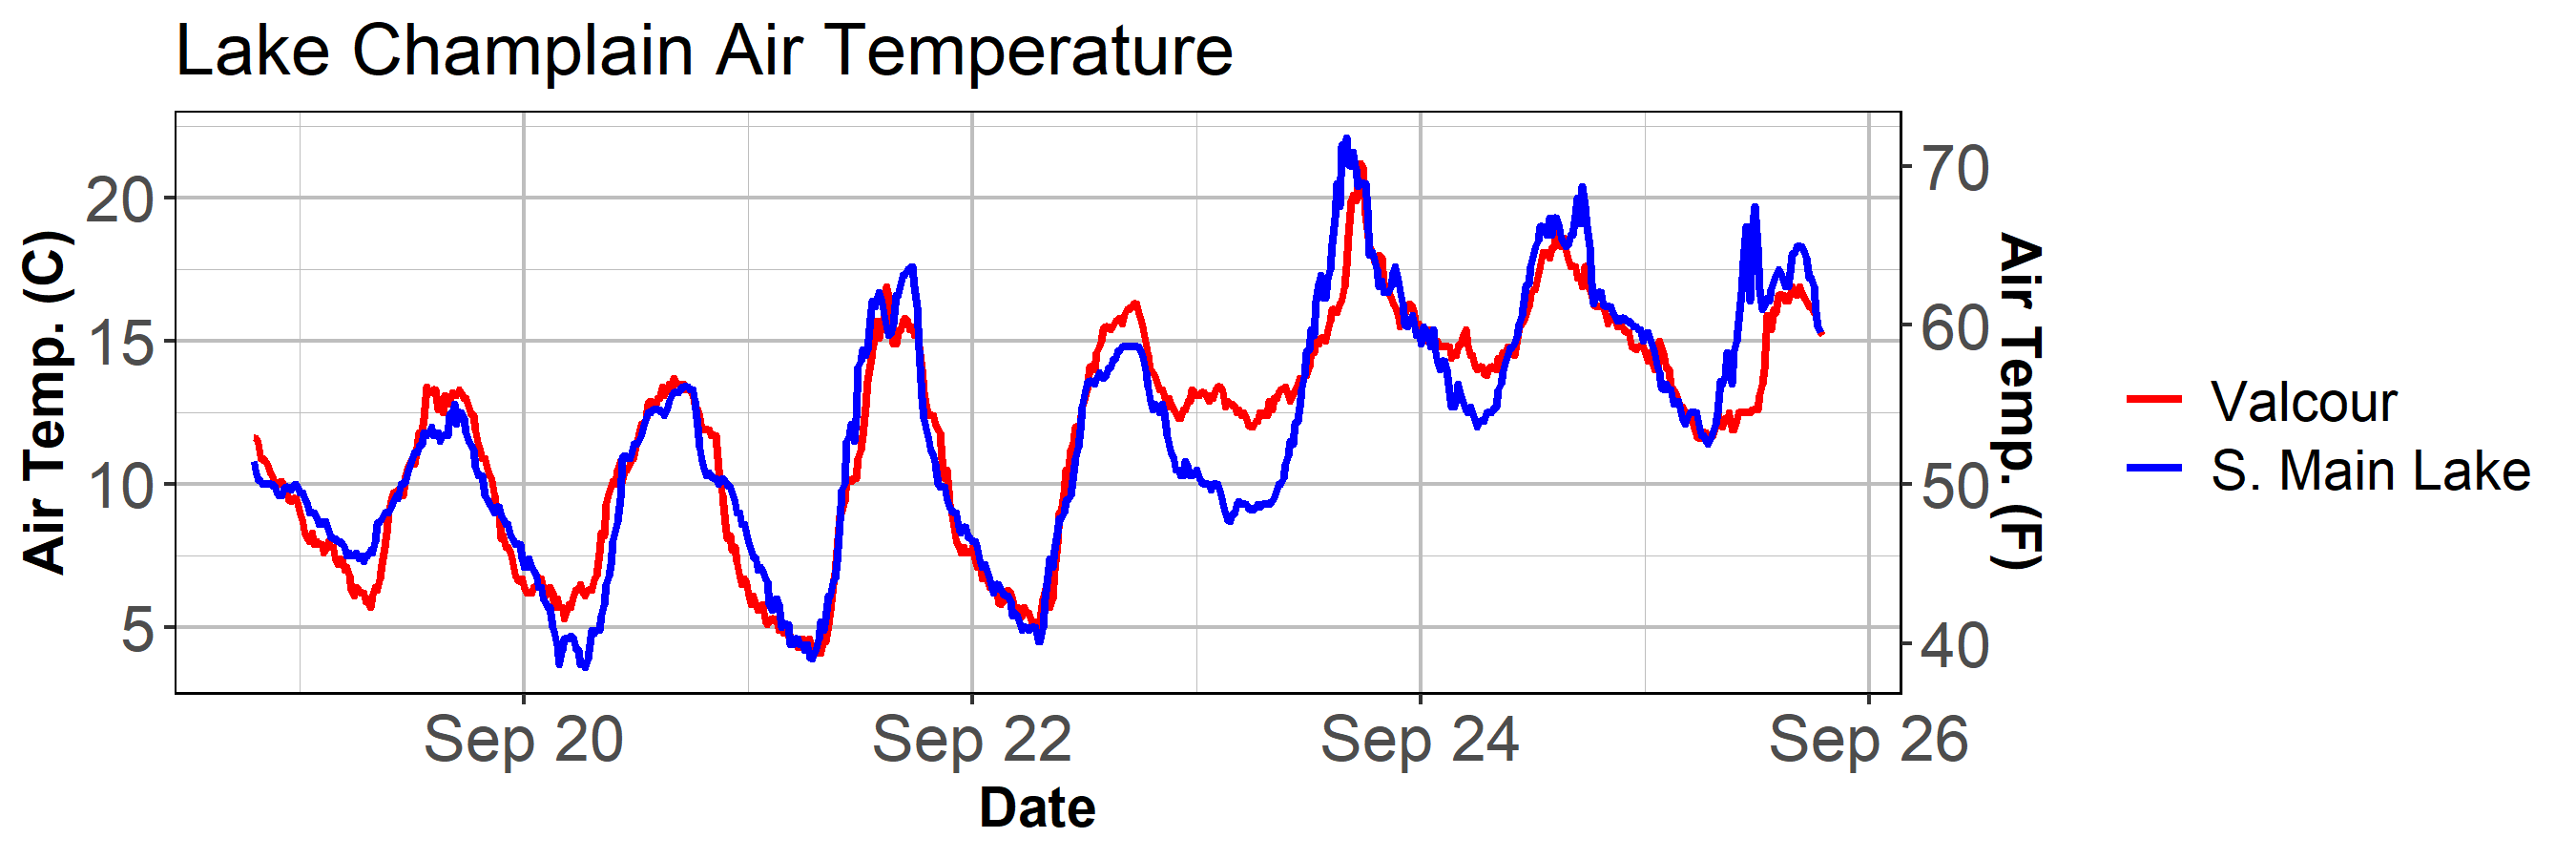 Lake Champlain Air Temperature
Air Temp. (C)
20
15
10
5
70
60
50
40
Air Temp. (F)
Sep 20
Sep 22
Sep 24
Sep 26
Date
Valcour
S. Main Lake